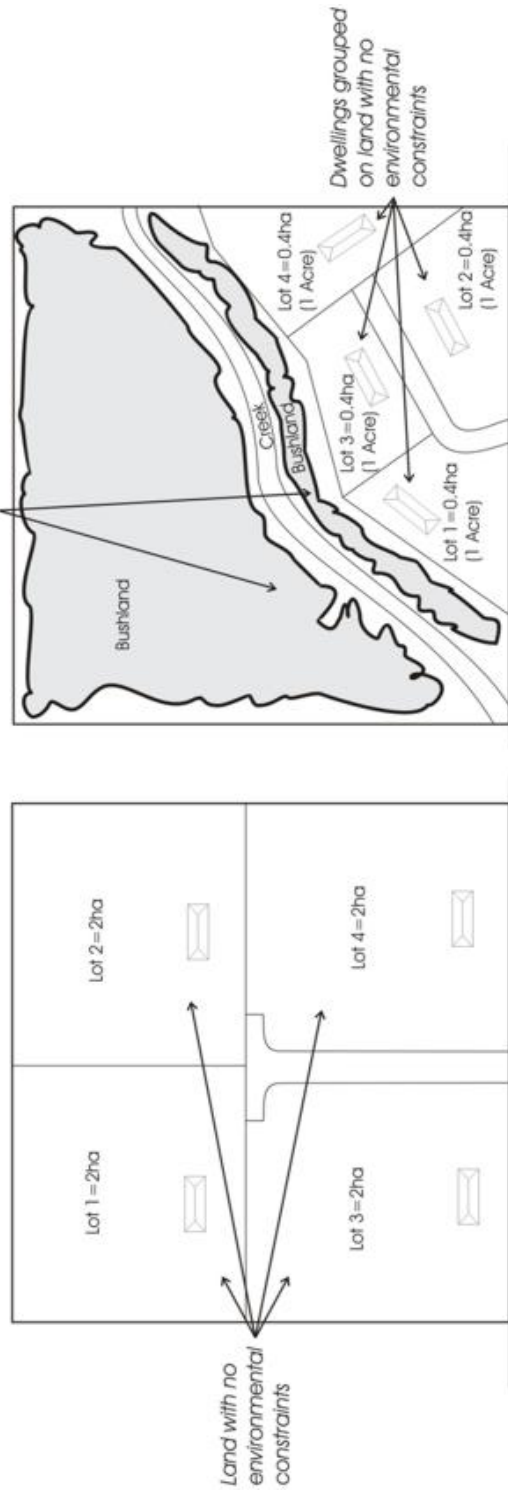 Land with no
environmental
constraints
Lot 1=2ha
Lot 2=2ha
Lot 3=2ha
Lot 4=2ha
Bushland
Creek
Bushland
Lot 4=0.4ha
(1 Acre)
Lot 3=0.4ha
(1 Acre)
Lot 1=0.4ha
(1 Acre)
Lot 2=0.4ha
(1 Acre)
Dwellings grouped
on land with no
environmental
constraints